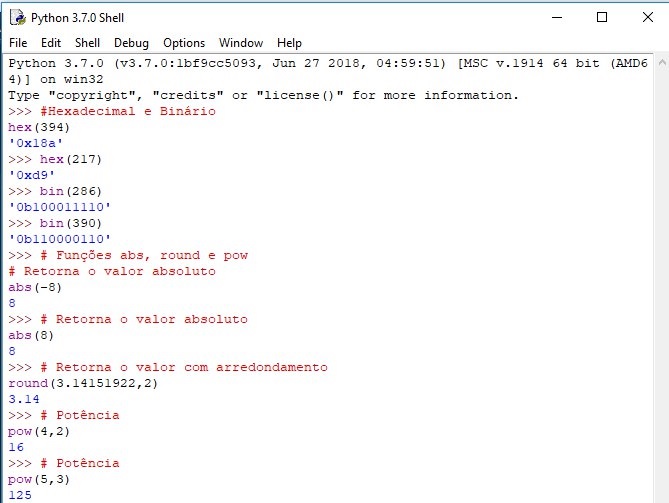 Python 3.7.0 Shell
File Edit Shell Debug Options Window Help
Python 3.7.0 (v3.7.0:1bf9cc5093, Jun 27 2018, 04:59:51) [MSC v.1914 64 bit (AMD6
4)] on win32
Type "copyright", "credits" or "license()" for more information.
>>> #Hexadecimal e Binário
hex(394)
'0x18a'
>>> hex(217)
'0xd9'
>>> bin(286)
'0b100011110'
>>> bin(390)
'0b110000110'
>>> # Funções abs, round e pow
# Retorna o valor absoluto
abs(-8)
8
>>> # Retorna o valor absoluto
abs(8)
8
>>> # Retorna o valor com arredondamento
round(3.14151922,2)
3.14
>>> # Potência
pow(4,2)
16
>>> # Potência
pow(5,3)
125